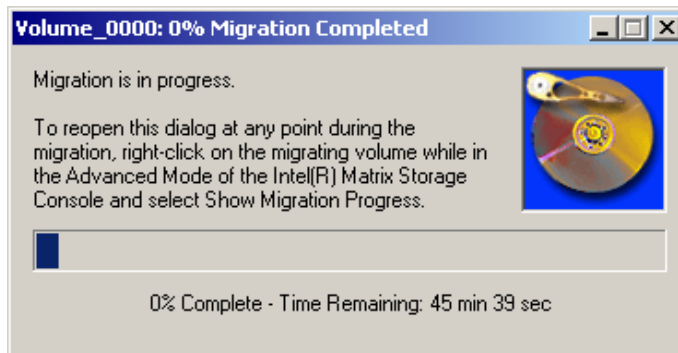 Volume_0000: 0% Migration Completed
Migration is in progress.
To reopen this dialog at any point during the
migration, right-click on the migrating volume while in
the Advanced Mode of the Intel(R) Matrix Storage
Console and select Show Migration Progress.
0% Complete - Time Remaining: 45 min 39 sec